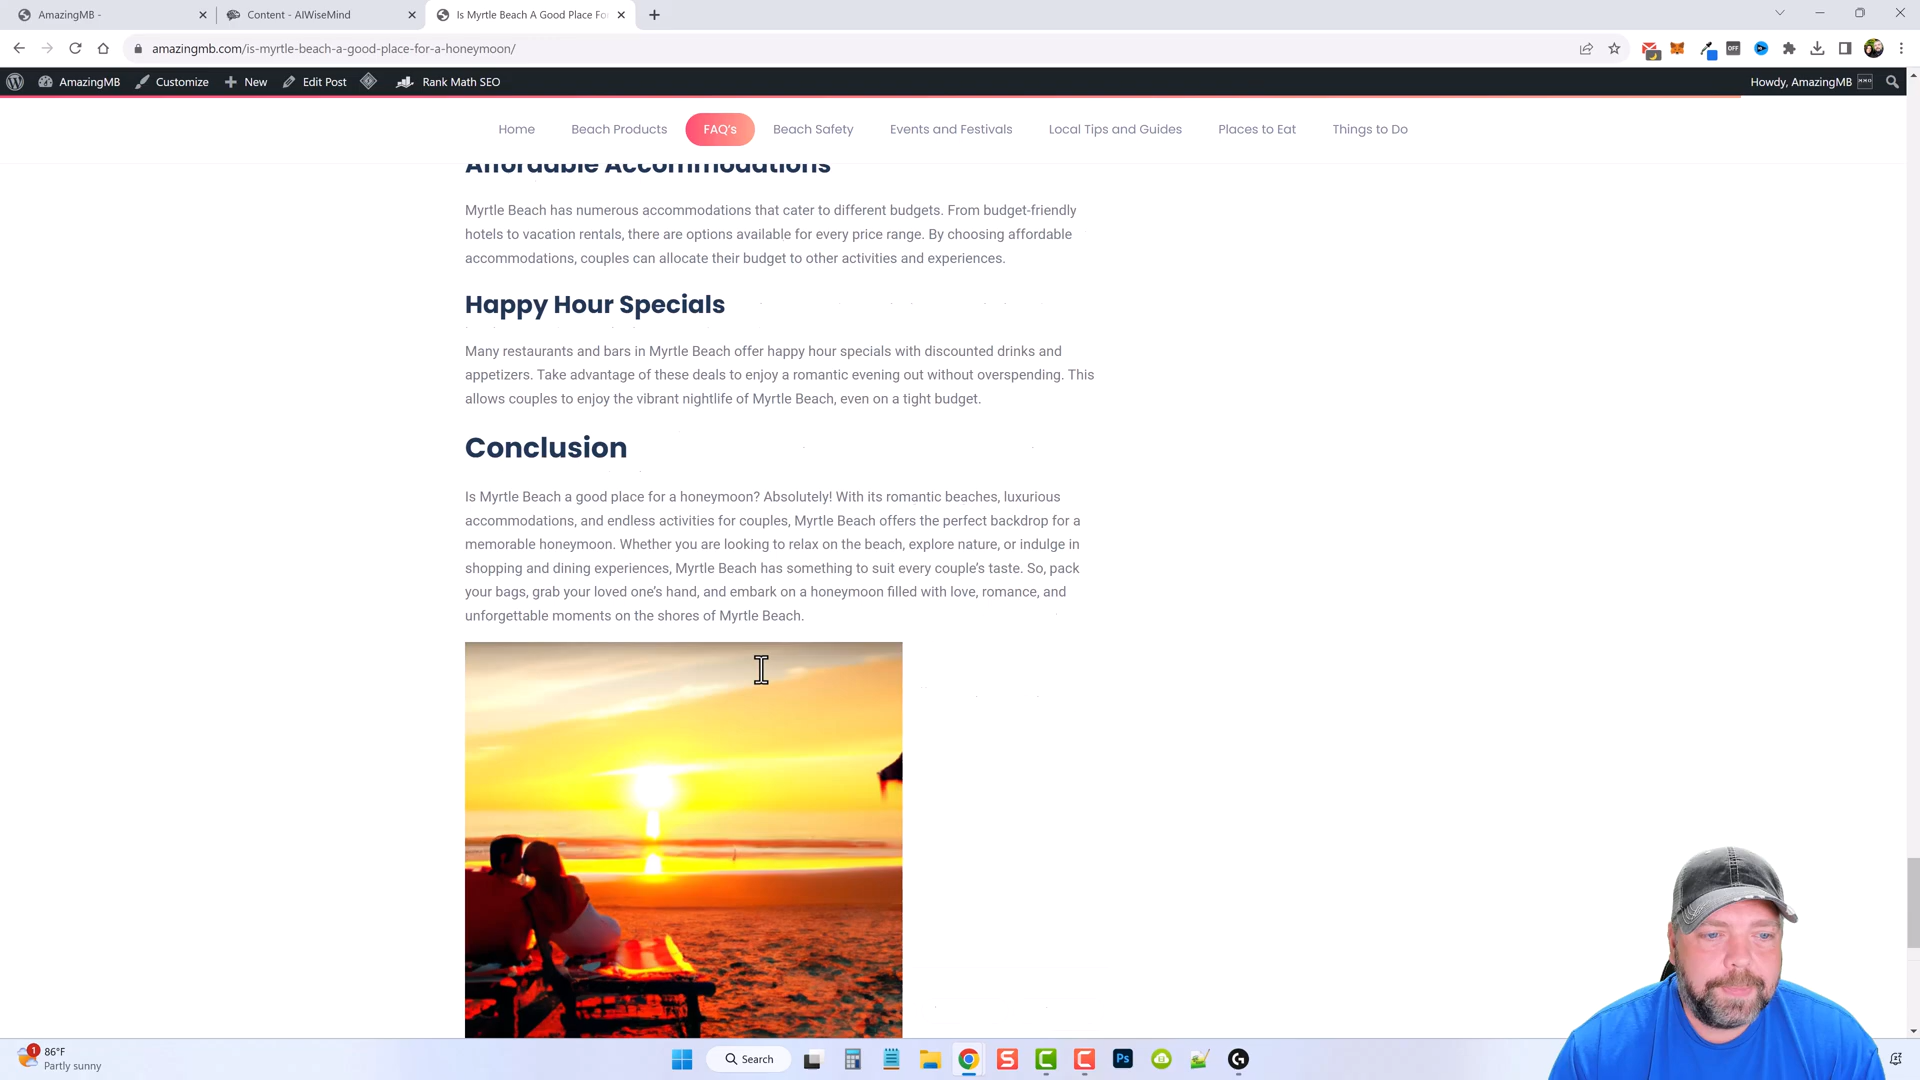 AmazingMB -
Content - AIWiseMind
Is Myrtle Beach A Good Place Fo
amazingmb.com/is-myrtle-beach-a-good-place-for-a-honeymoon/
AmazingMB Customize New Edit Post Rank Math SEO Howdy, AmazingMB
Home Beach Products FAQ's Beach Safety Events and Festivals Local Tips and Guides Places to Eat Things to Do
Affordable Accommodations
Myrtle Beach has numerous accommodations that cater to different budgets. From budget-friendly
hotels to vacation rentals, there are options available for every price range. By choosing affordable
accommodations, couples can allocate their budget to other activities and experiences.
Happy Hour Specials
Many restaurants and bars in Myrtle Beach offer happy hour specials with discounted drinks and
appetizers. Take advantage of these deals to enjoy a romantic evening out without overspending. This
allows couples to enjoy the vibrant nightlife of Myrtle Beach, even on a tight budget.
Conclusion
Is Myrtle Beach a good place for a honeymoon? Absolutely! With its romantic beaches, luxurious
accommodations, and endless activities for couples, Myrtle Beach offers the perfect backdrop for a
memorable honeymoon. Whether you are looking to relax on the beach, explore nature, or indulge in
shopping and dining experiences, Myrtle Beach has something to suit every couple's taste. So, pack
your bags, grab your loved one's hand, and embark on a honeymoon filled with love, romance, and
unforgettable moments on the shores of Myrtle Beach.
1
86°F
Partly sunny
Search
Ps